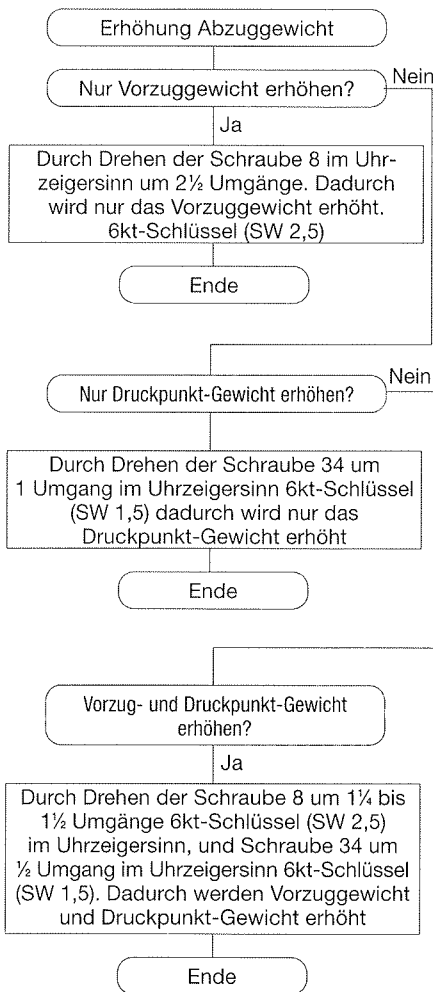 Erhöhung Abzuggewicht
Nur Vorzuggewicht erhöhen?
Nein
Ja
Durch Drehen der Schraube 8 im Uhr-
zeigersinn um 2½ Umgänge. Dadurch
wird nur das Vorzuggewicht erhöht.
6kt-Schlüssel (SW 2,5)
Ende
Nur Druckpunkt-Gewicht erhöhen?
Nein
Durch Drehen der Schraube 34 um
1 Umgang im Uhrzeigersinn 6kt-Schlüssel
(SW 1,5) dadurch wird nur das
Druckpunkt-Gewicht erhöht
Ende
Vorzug- und Druckpunkt-Gewicht
erhöhen?
Ja
Durch Drehen der Schraube 8 um 1¼ bis
1½ Umgänge 6kt-Schlüssel (SW 2,5)
im Uhrzeigersinn, und Schraube 34 um
½ Umgang im Uhrzeigersinn 6kt-Schlüssel
(SW 1,5). Dadurch werden Vorzuggewicht
und Druckpunkt-Gewicht erhöht
Ende